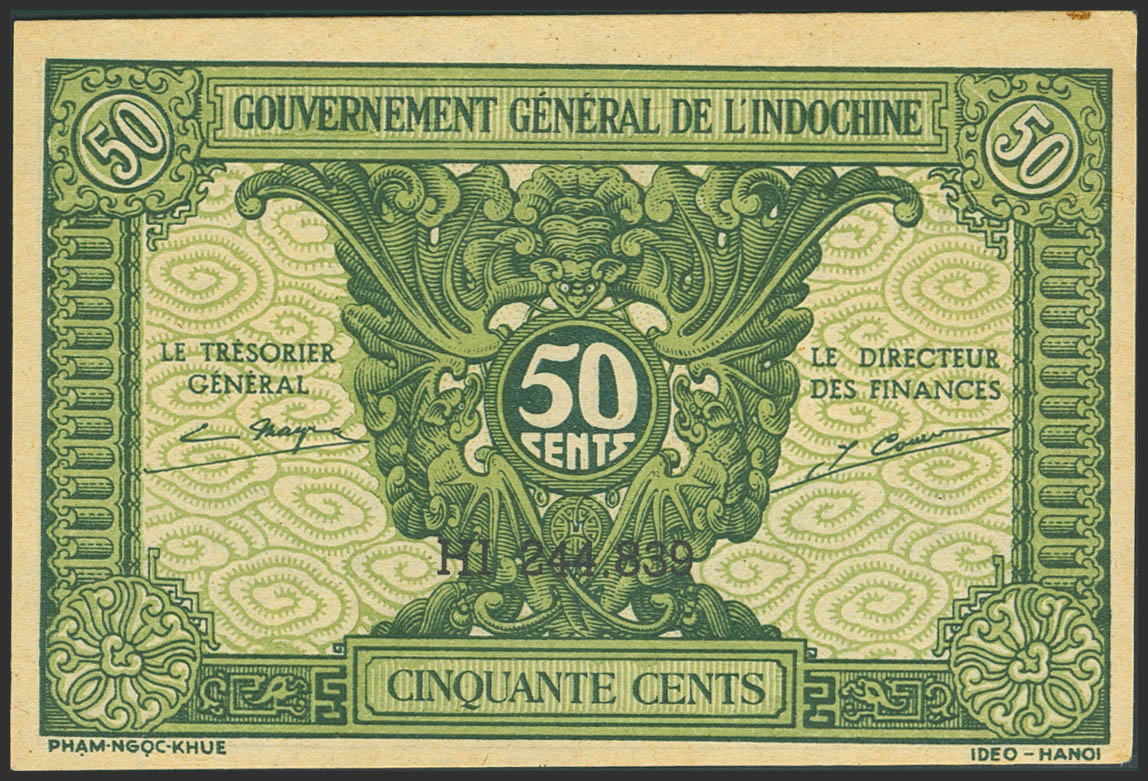 50
GOUVERNEMENT GÉNÉRAL DE L'INDOCHINE
50
LE TRÉSORIER
GÉNÉRAL
50
CENTS
LE DIRECTEUR
DES FINANCES
HI 244.839
CINQUANTE CENTS
PHẠM-NGỌC-KHUE
IDEO - HANOI